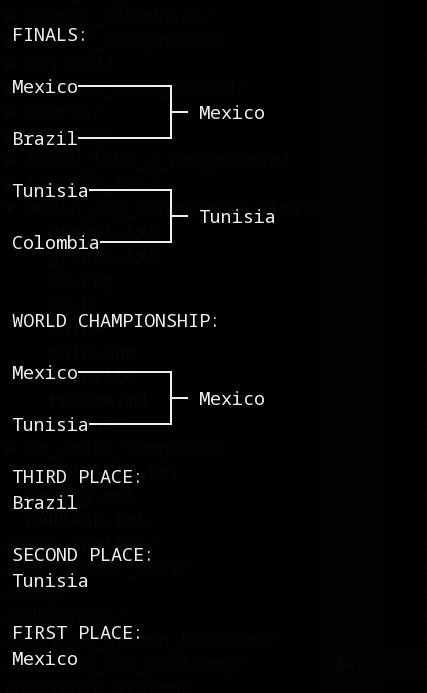 FINALS:
Mexico
Mexico
Brazil
Tunisia
Tunisia
Colombia
WORLD CHAMPIONSHIP:
Mexico
Mexico
Tunisia
THIRD PLACE:
Brazil
SECOND PLACE:
Tunisia
FIRST PLACE:
Mexico